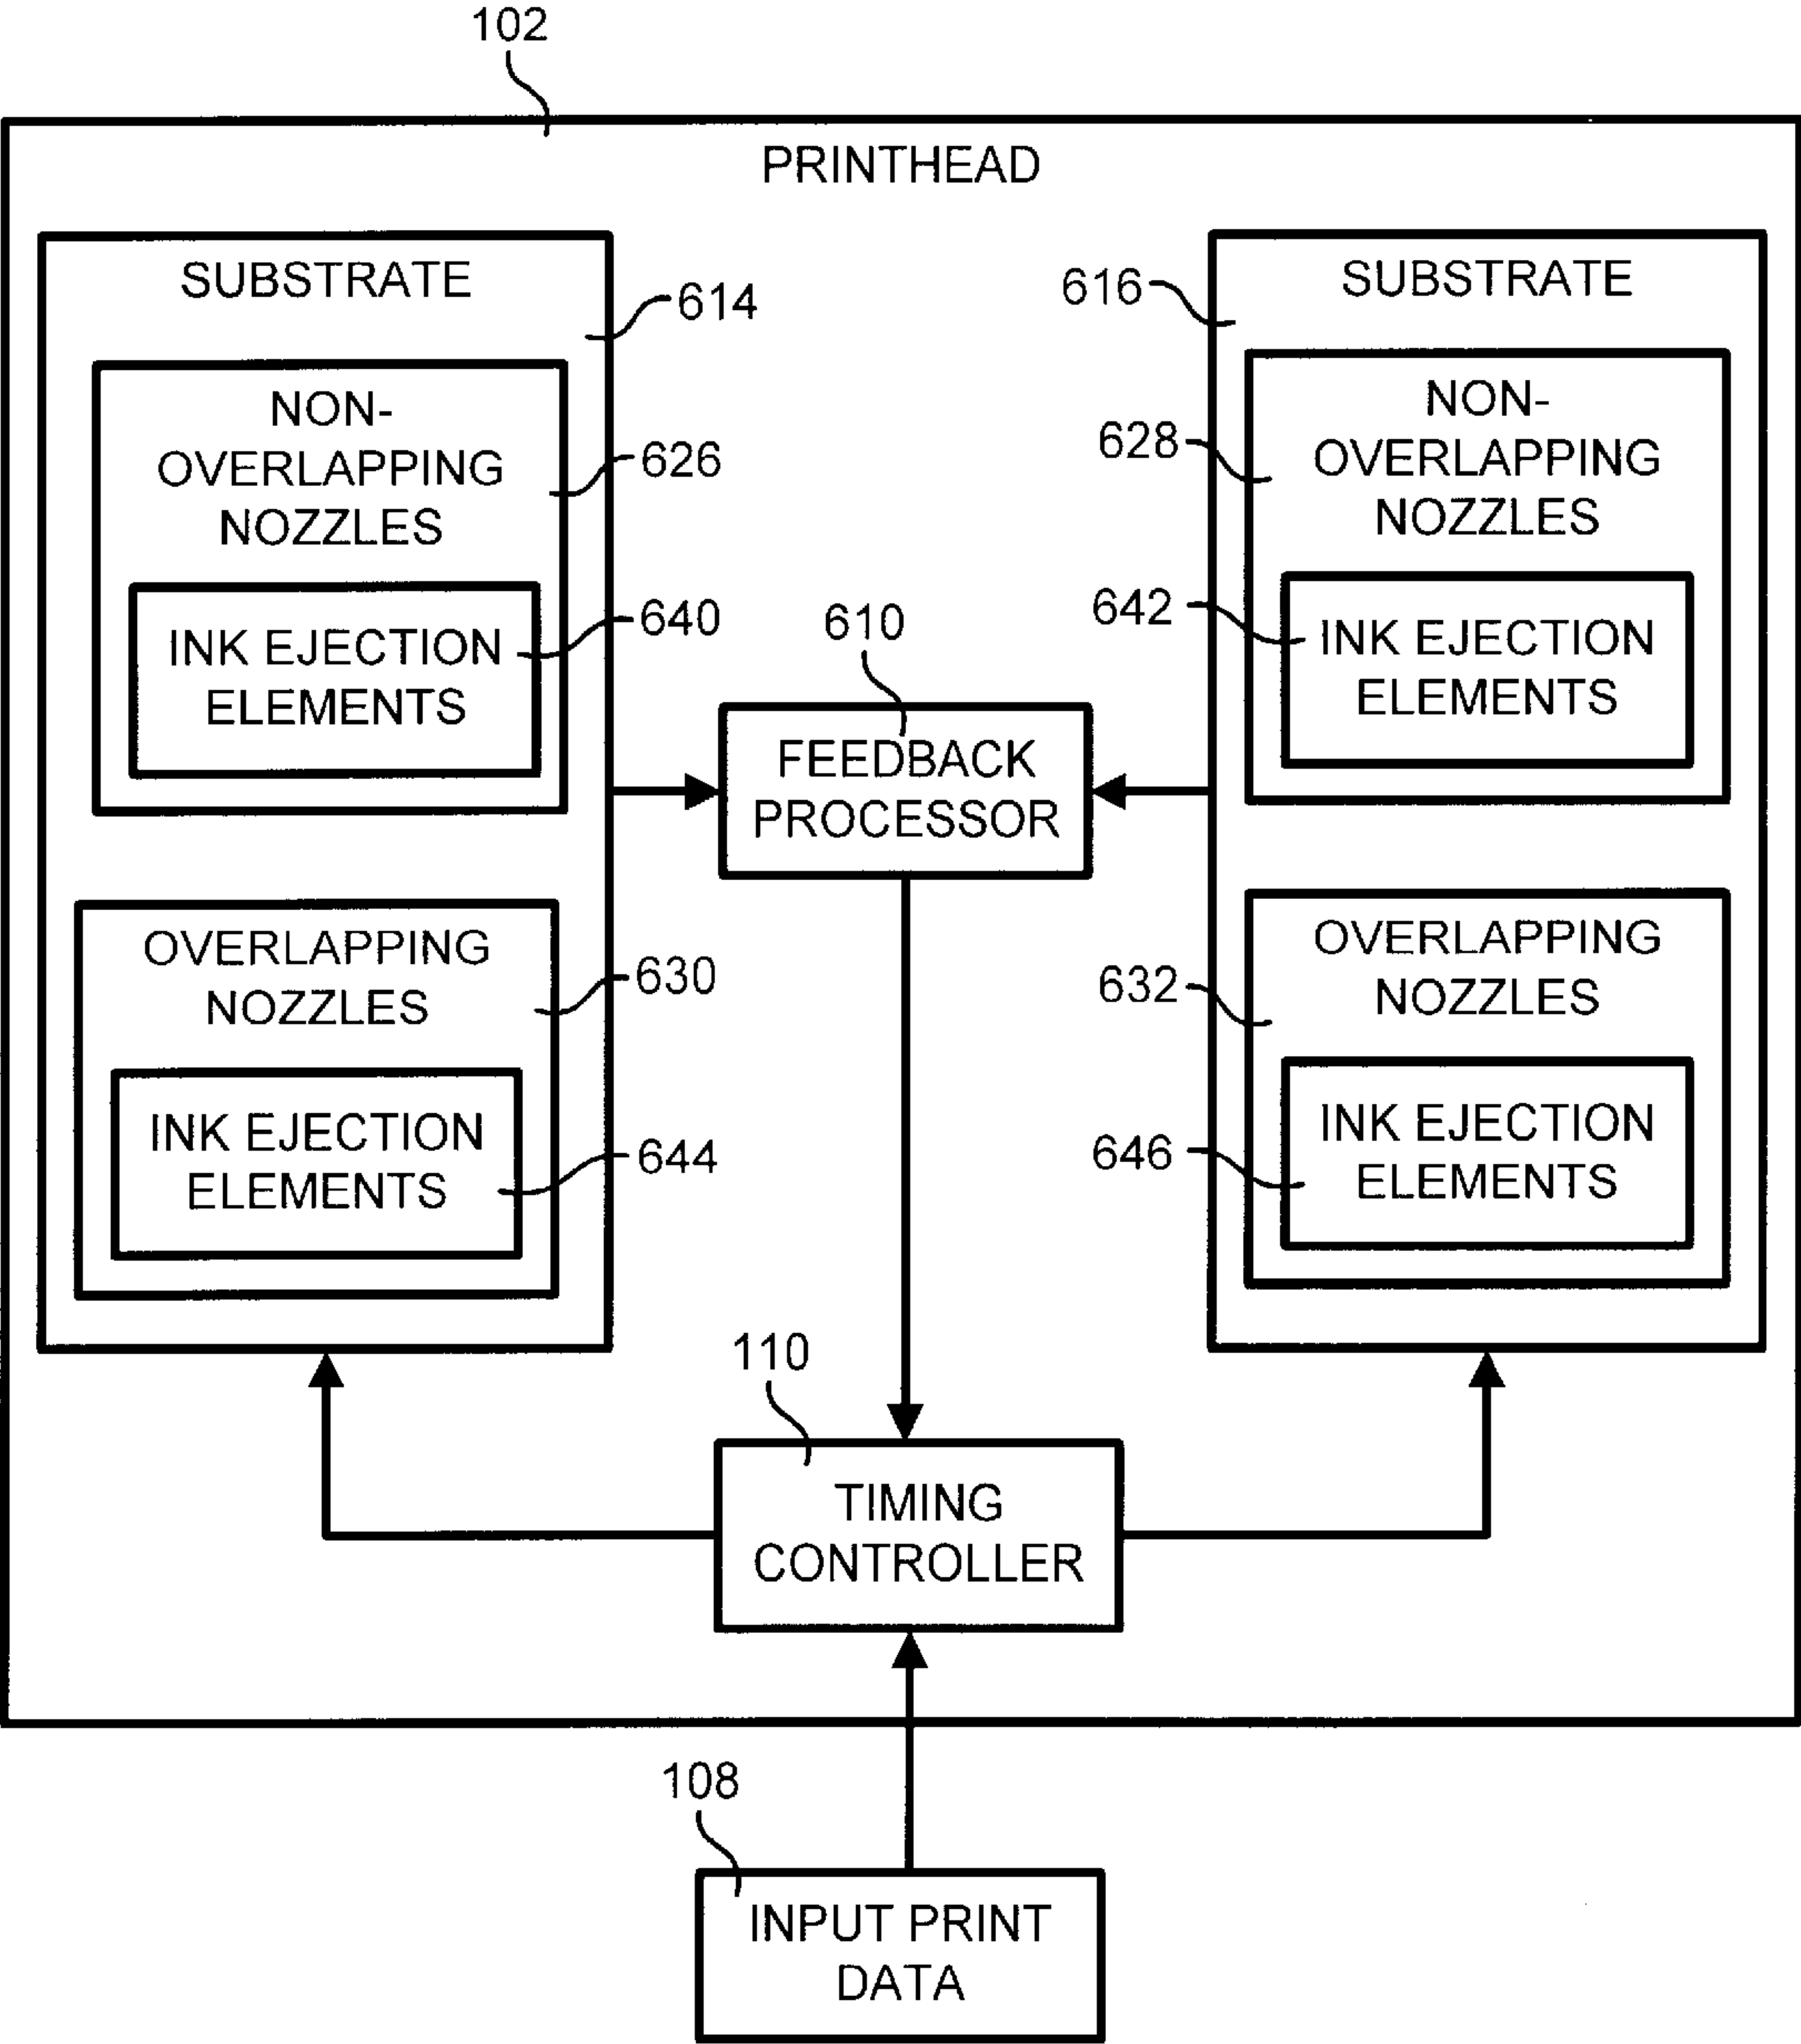 102
PRINTHEAD
SUBSTRATE
614
NON-
OVERLAPPING
NOZZLES
626
INK EJECTION
ELEMENTS
640
OVERLAPPING
NOZZLES
630
INK EJECTION
ELEMENTS
644
610
FEEDBACK
PROCESSOR
SUBSTRATE
616
NON-
OVERLAPPING
NOZZLES
628
INK EJECTION
ELEMENTS
642
OVERLAPPING
NOZZLES
632
INK EJECTION
ELEMENTS
646
110
TIMING
CONTROLLER
108
INPUT PRINT
DATA